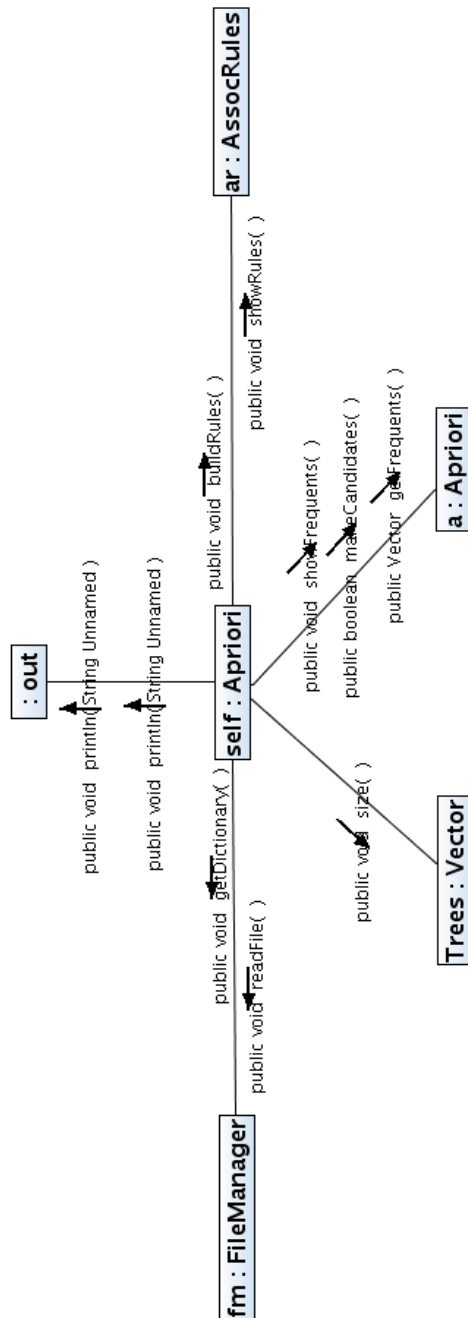 : out
public void println( String Unnamed )
public void println( String Unnamed )
public void getDictionary( )
public void buildRules( )
fm : FileManager
self : Apriori
ar : AssocRules
public void readFile( )
public void showRules( )
public void showFrequents( )
public boolean makeCandidates( )
public void size( )
public Vector getFrequents( )
Trees : Vector
a : Apriori